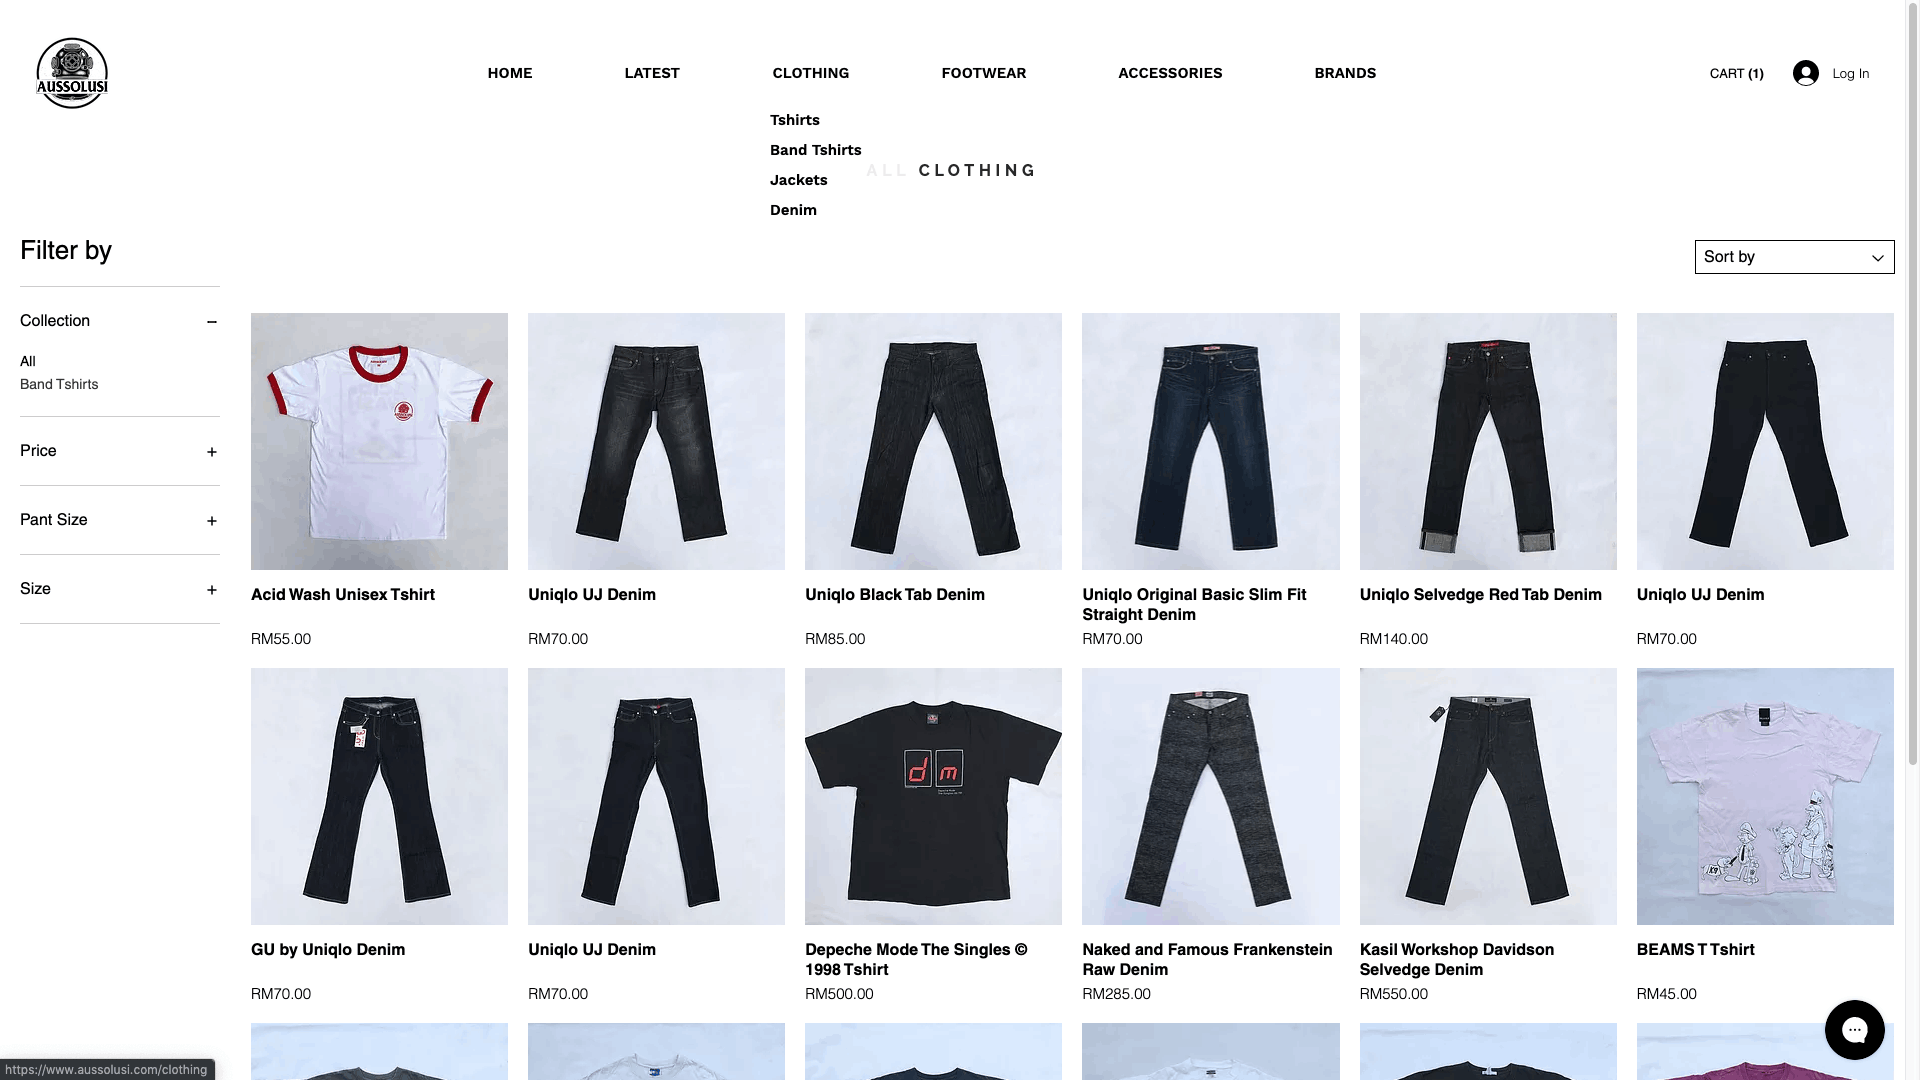 AUSSOLUSI
HOME
LATEST
CLOTHING
FOOTWEAR
ACCESSORIES
BRANDS
CART (1)
Log In
Tshirts
Band Tshirts
Jackets
Denim
ALL CLOTHING
Filter by
Sort by
Collection
All
Band Tshirts
Price
Pant Size
Size
Acid Wash Unisex Tshirt
RM55.00
Uniqlo UJ Denim
RM70.00
Uniqlo Black Tab Denim
RM85.00
Uniqlo Original Basic Slim Fit
Straight Denim
RM70.00
Uniqlo Selvedge Red Tab Denim
RM140.00
Uniqlo UJ Denim
RM70.00
dm
GU by Uniqlo Denim
RM70.00
Uniqlo UJ Denim
RM70.00
Depeche Mode The Singles ©
1998 Tshirt
RM500.00
Naked and Famous Frankenstein
Raw Denim
RM285.00
Kasil Workshop Davidson
Selvedge Denim
RM550.00
BEAMS T Tshirt
RM45.00
https://www.aussolusi.com/clothing